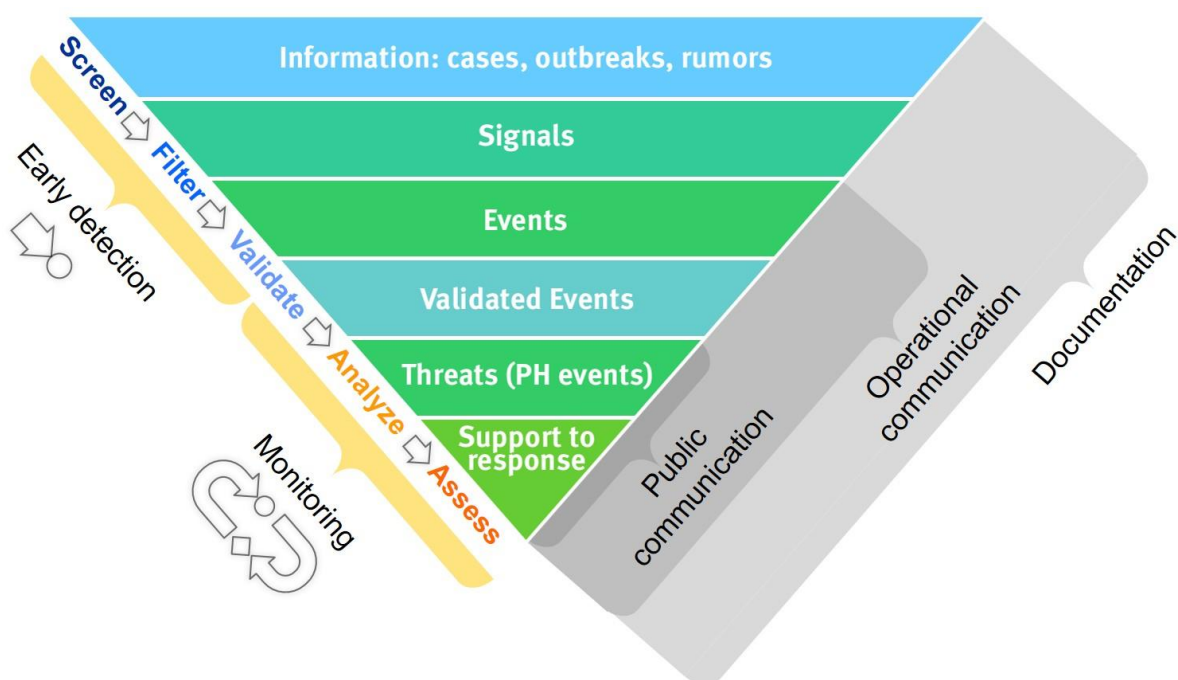 Information: cases, outbreaks, rumors
Signals
Events
Validated Events
Threats (PH events)
Support to
response
Screen
Filter
Validate
Analyze
Assess
Early detection
Monitoring
Public
communication
Operational
communication
Documentation